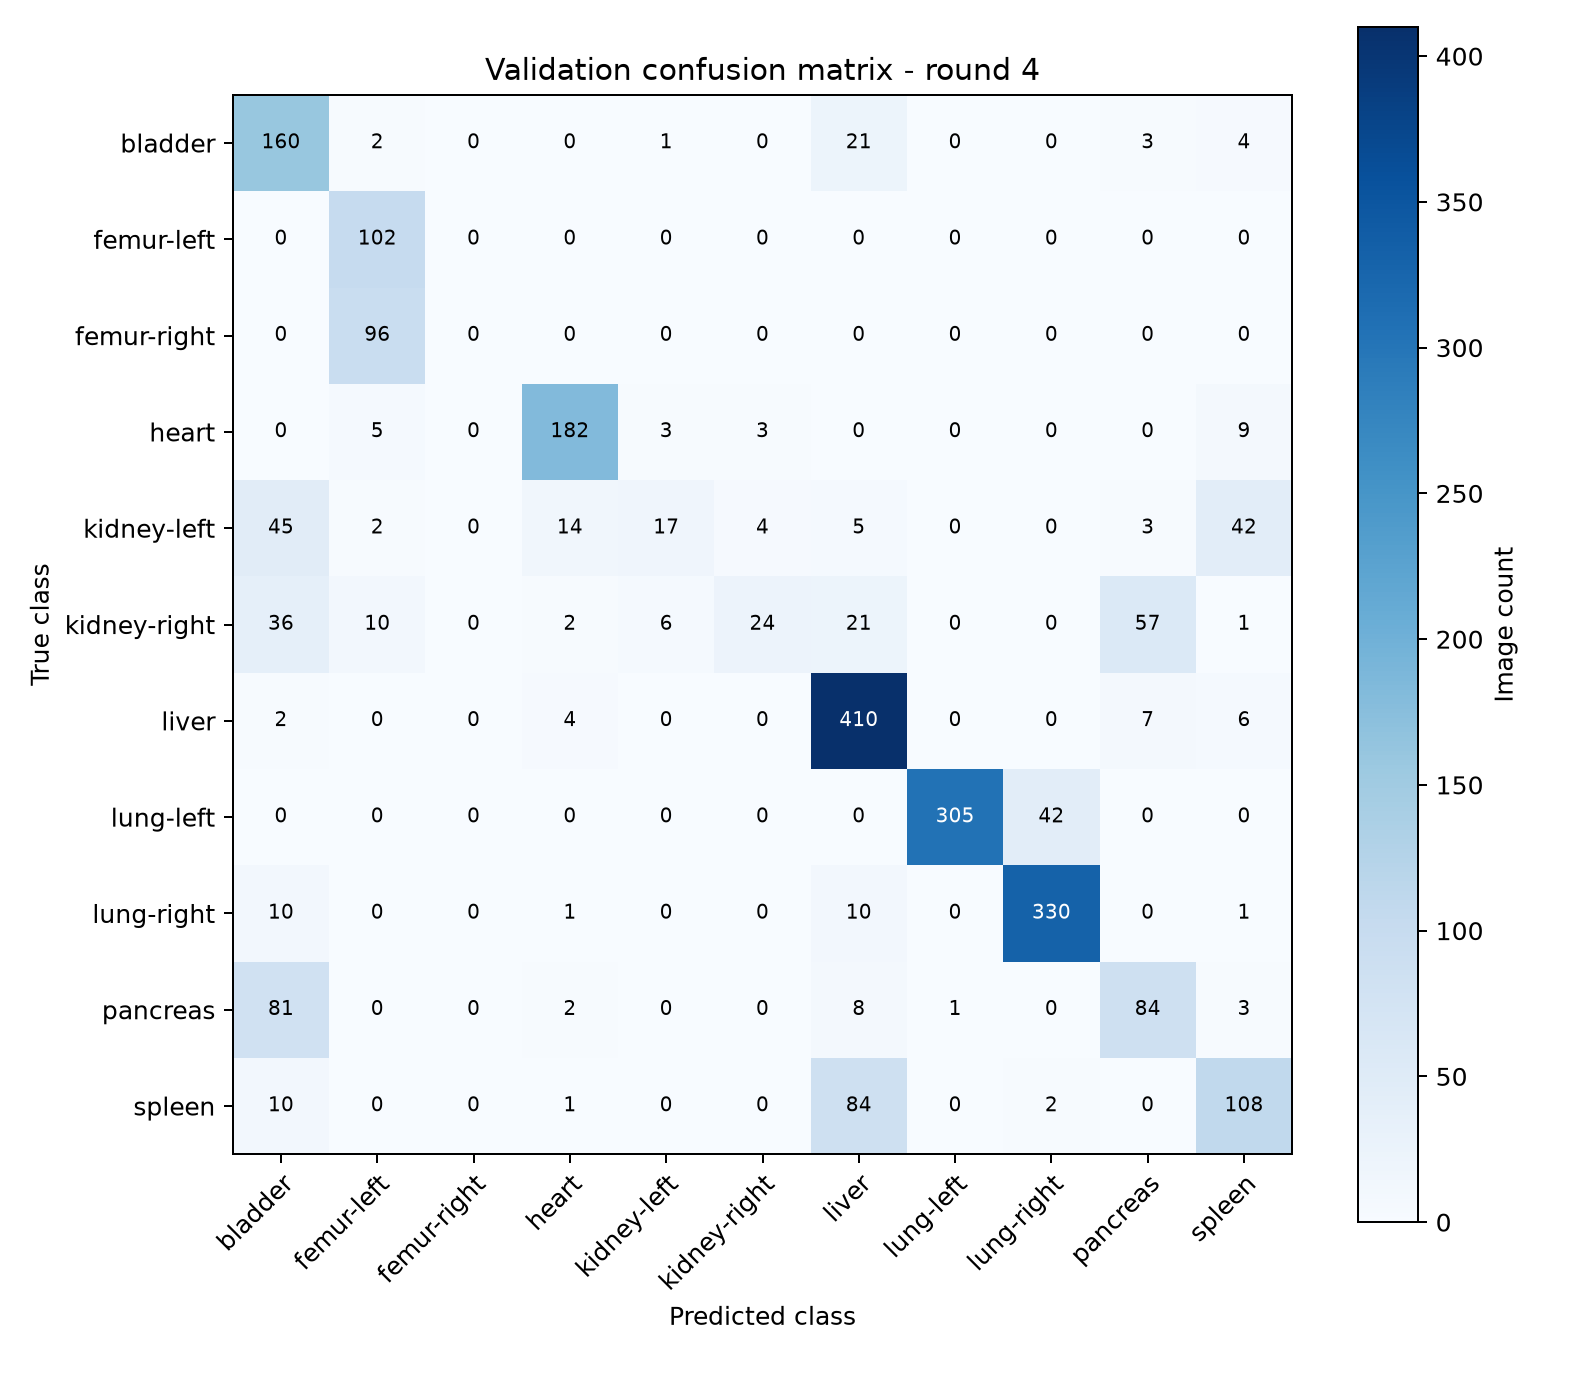 Validation confusion matrix - round 4
bladder 160 2 0 0 1 0 21 0 0 3 4
femur-left 0 102 0 0 0 0 0 0 0 0 0
femur-right 0 96 0 0 0 0 0 0 0 0 0
heart 0 5 0 182 3 3 0 0 0 0 9
kidney-left 45 2 0 14 17 4 5 0 0 3 42
kidney-right 36 10 0 2 6 24 21 0 0 57 1
liver 2 0 0 4 0 0 410 0 0 7 6
lung-left 0 0 0 0 0 0 0 305 42 0 0
lung-right 10 0 0 1 0 0 10 0 330 0 1
pancreas 81 0 0 2 0 0 8 1 0 84 3
spleen 10 0 0 1 0 0 84 0 2 0 108
True class
bladder femur-left femur-right heart kidney-left kidney-right liver lung-left lung-right pancreas spleen
Predicted class
400
350
300
250
200
150
100
50
0
Image count